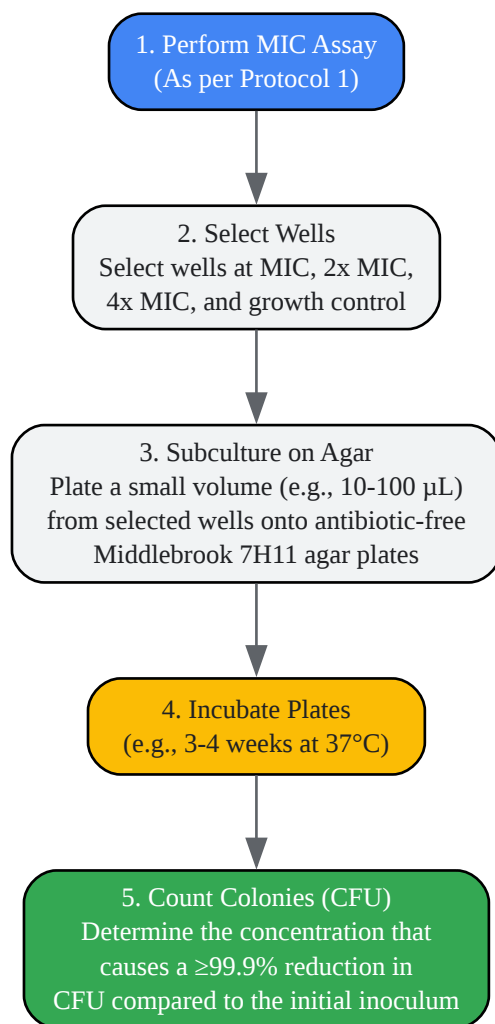 1. Perform MIC Assay
(As per Protocol 1)
2. Select Wells
Select wells at MIC, 2x MIC,
4x MIC, and growth control
3. Subculture on Agar
Plate a small volume (e.g., 10-100 µL)
from selected wells onto antibiotic-free
Middlebrook 7H11 agar plates
4. Incubate Plates
(e.g., 3-4 weeks at 37°C)
5. Count Colonies (CFU)
Determine the concentration that
causes a ≥99.9% reduction in
CFU compared to the initial inoculum